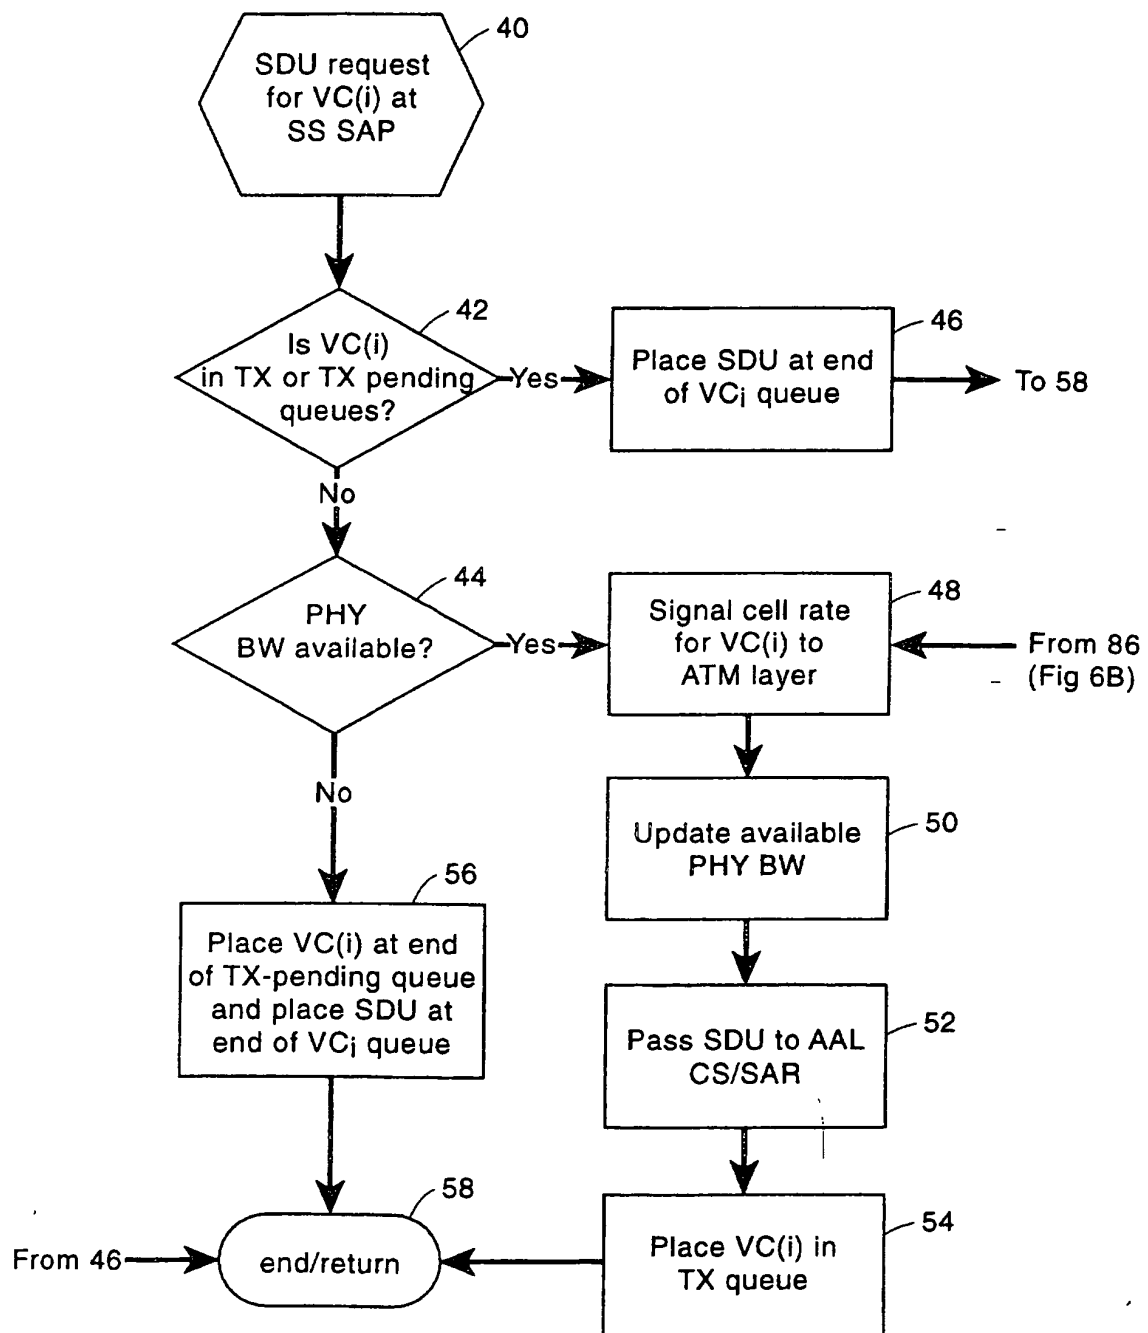 40
SDU request
for VC(i) at
SS SAP
42
Is VC(i)
in TX or TX pending
queues?
Yes
46
Place SDU at end
of VCi queue
To 58
No
44
PHY
BW available?
Yes
48
Signal cell rate
for VC(i) to
ATM layer
From 86
(Fig 6B)
No
50
Update available
PHY BW
56
Place VC(i) at end
of TX-pending queue
and place SDU at
end of VCi queue
52
Pass SDU to AAL
CS/SAR
58
From 46
end/return
54
Place VC(i) in
TX queue